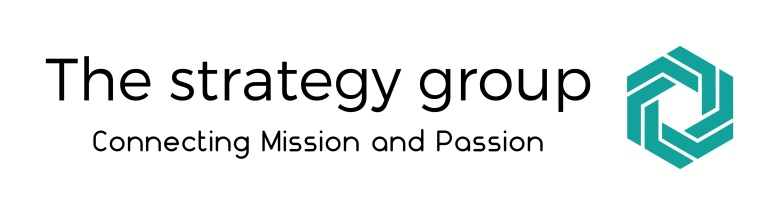 The strategy group
Connecting Mission and Passion